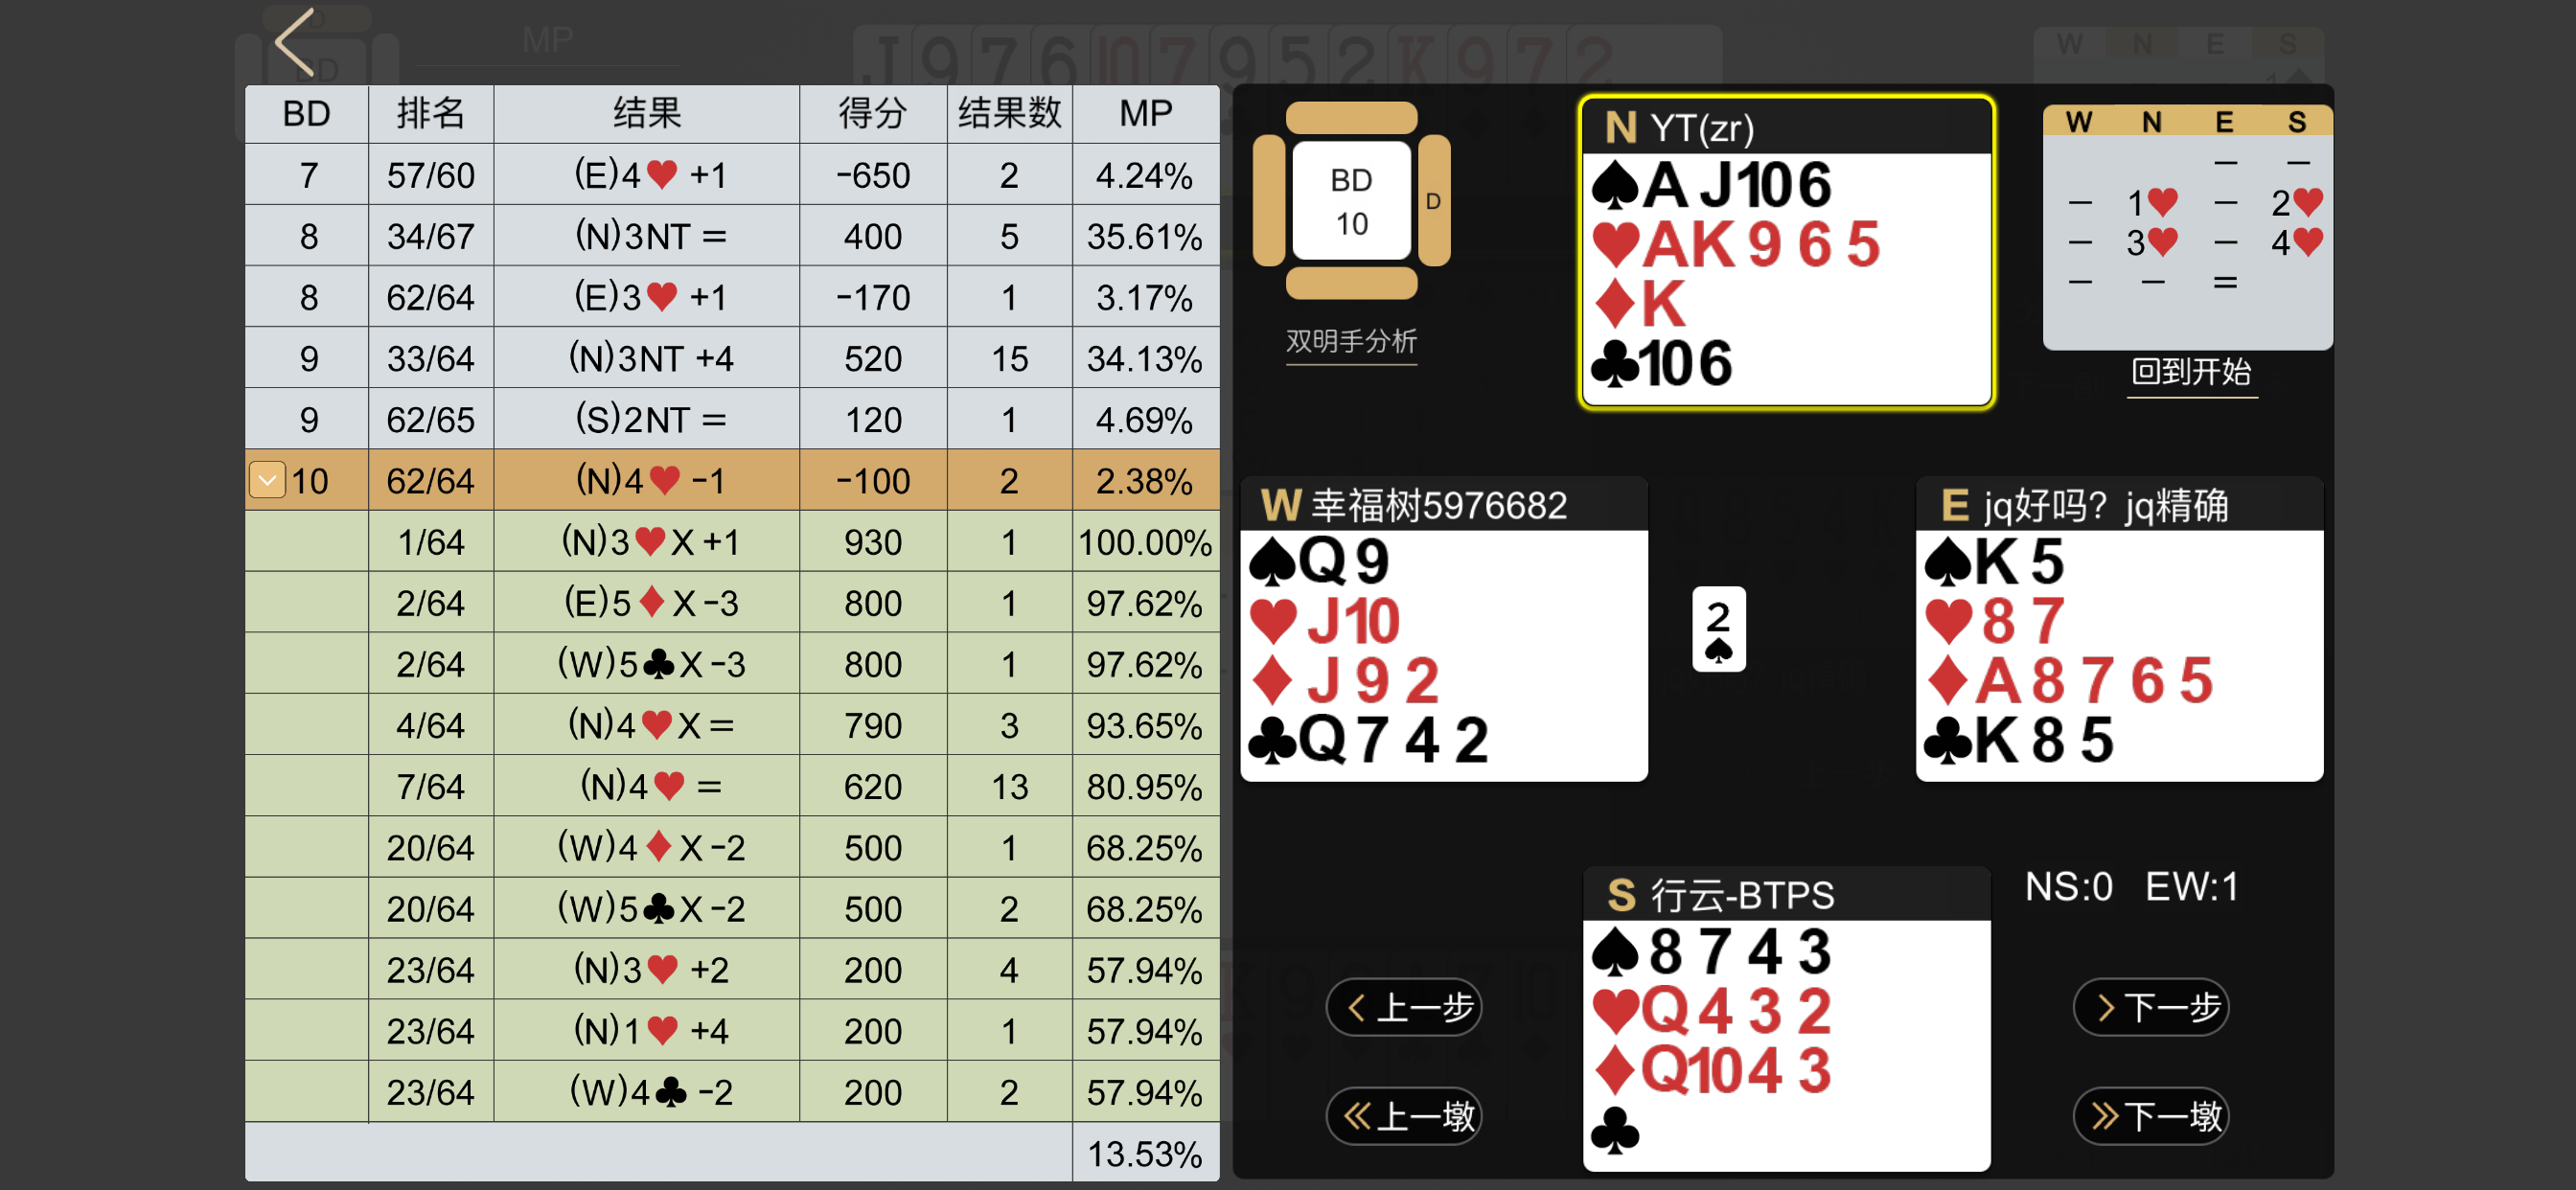 BD 排名 结果 得分 结果数 MP
7 57/60 (E)4♥ +1 -650 2 4.24%
8 34/67 (N)3NT = 400 5 35.61%
8 62/64 (E)3♥ +1 -170 1 3.17%
9 33/64 (N)3NT +4 520 15 34.13%
9 62/65 (S)2NT = 120 1 4.69%
10 62/64 (N)4♥ -1 -100 2 2.38%
1/64 (N)3♥X +1 930 1 100.00%
2/64 (E)5♦X -3 800 1 97.62%
2/64 (W)5♣X -3 800 1 97.62%
4/64 (N)4♥X = 790 3 93.65%
7/64 (N)4♥ = 620 13 80.95%
20/64 (W)4♦X -2 500 1 68.25%
20/64 (W)5♣X -2 500 2 68.25%
23/64 (N)3♥ +2 200 4 57.94%
23/64 (N)1♥ +4 200 1 57.94%
23/64 (W)4♣ -2 200 2 57.94%
13.53%
BD
10
D
双明手分析
N YT(zr)
♠A J 10 6
♥A K 9 6 5
♦K
♣10 6
W N E S
– –
– 1♥ – 2♥
– 3♥ – 4♥
– – =
回到开始
W 幸福树5976682
♠Q 9
♥J 10
♦J 9 2
♣Q 7 4 2
2
♠
E jq好吗？jq精确
♠K 5
♥8 7
♦A 8 7 6 5
♣K 8 5
S 行云-BTPS
♠8 7 4 3
♥Q 4 3 2
♦Q 10 4 3
♣
NS:0 EW:1
上一步
下一步
上一墩
下一墩